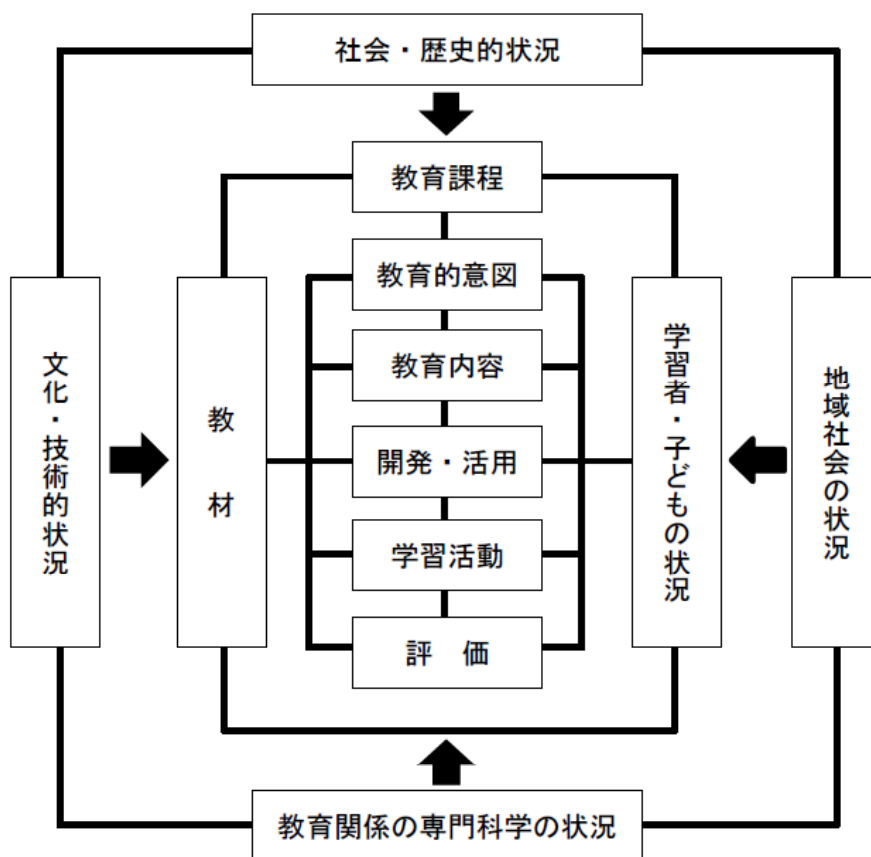 社会・歴史的状況
教育課程
教育的意図
教育内容
開発・活用
学習活動
評　価
文化・技術的状況
教　材
学習者・子どもの状況
地域社会の状況
教育関係の専門科学の状況